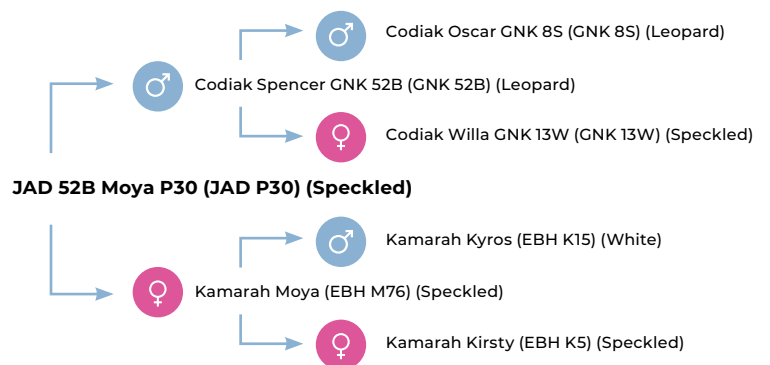 Codiak Oscar GNK 8S (GNK 8S) (Leopard)
Codiak Spencer GNK 52B (GNK 52B) (Leopard)
Codiak Willa GNK 13W (GNK 13W) (Speckled)
JAD 52B Moya P30 (JAD P30) (Speckled)
Kamarah Kyros (EBH K15) (White)
Kamarah Moya (EBH M76) (Speckled)
Kamarah Kirsty (EBH K5) (Speckled)